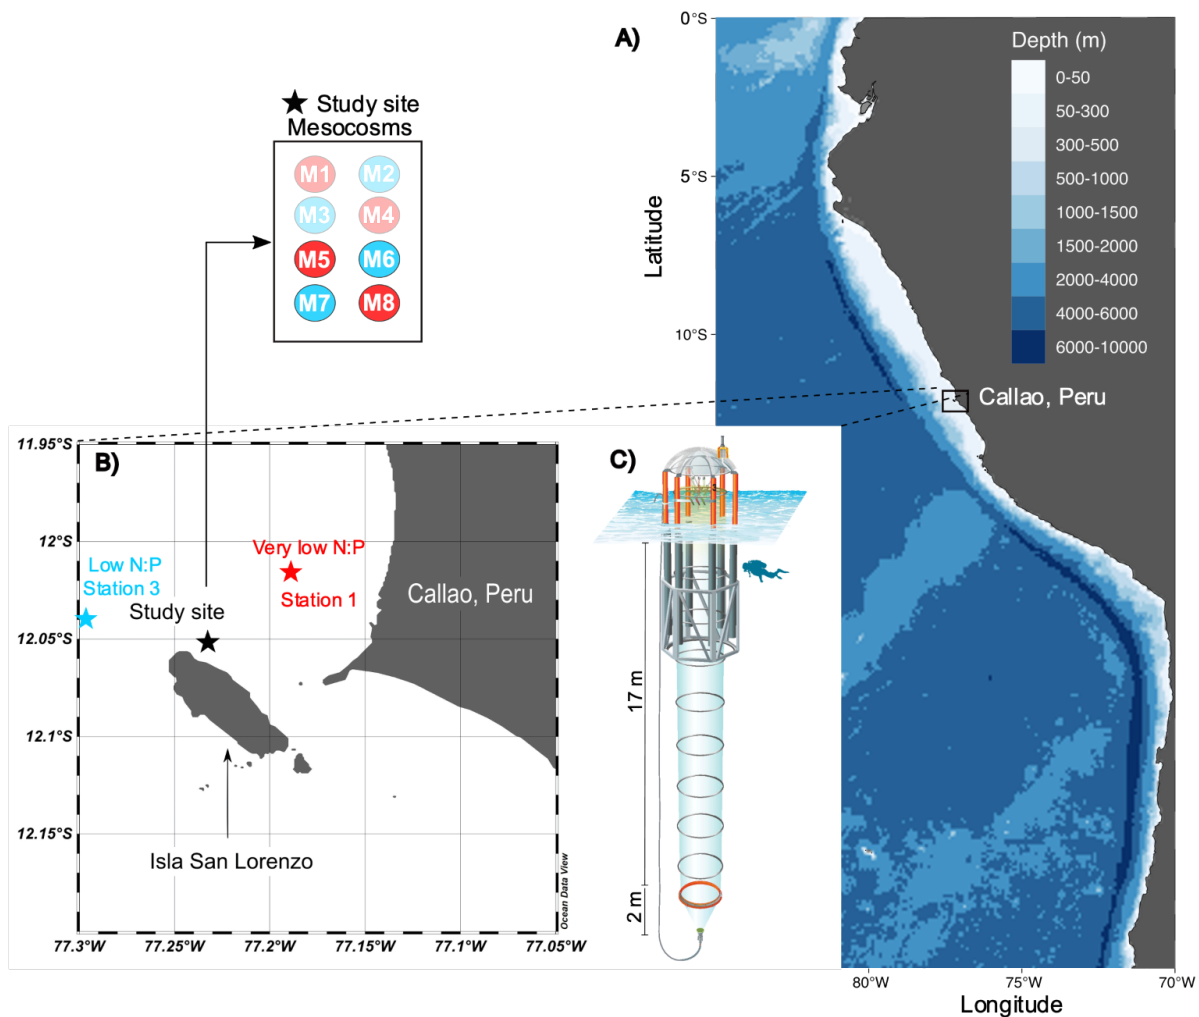 A)
0°S
5°S
10°S
Latitude
Depth (m)
0-50
50-300
300-500
500-1000
1000-1500
1500-2000
2000-4000
4000-6000
6000-10000
Callao, Peru
80°W
75°W
70°W
Longitude
Study site
Mesocosms
M1 M2
M3 M4
M5 M6
M7 M8
B)
11.95°S
12°S
12.05°S
12.1°S
12.15°S
Low N:P
Station 3
Very low N:P
Station 1
Study site
Callao, Peru
Isla San Lorenzo
Ocean Data View
77.3°W
77.25°W
77.2°W
77.15°W
77.1°W
77.05°W
C)
17 m
2 m